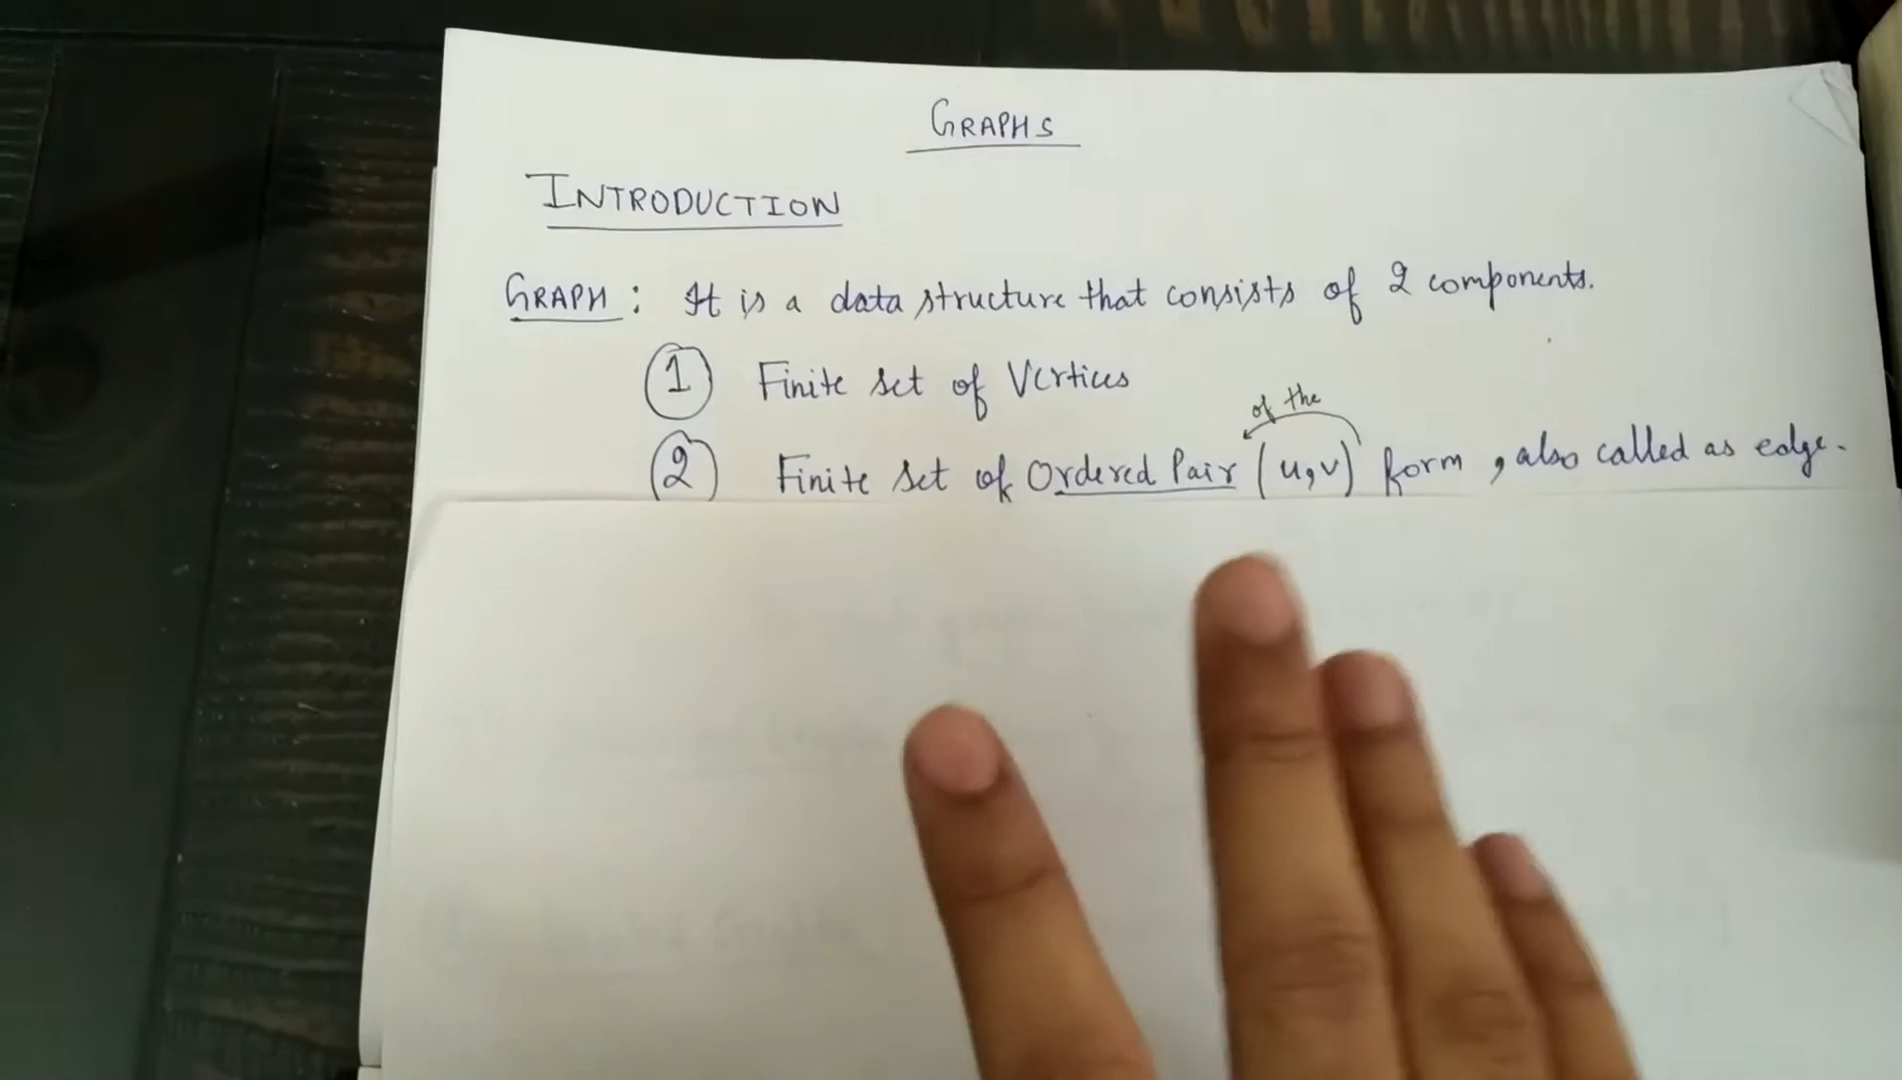 GRAPHS
INTRODUCTION
GRAPH : It is a data structure that consists of 2 components.
1 Finite set of Vertices
of the
2 Finite set of Ordered Pair (u,v) form, also called as edge.